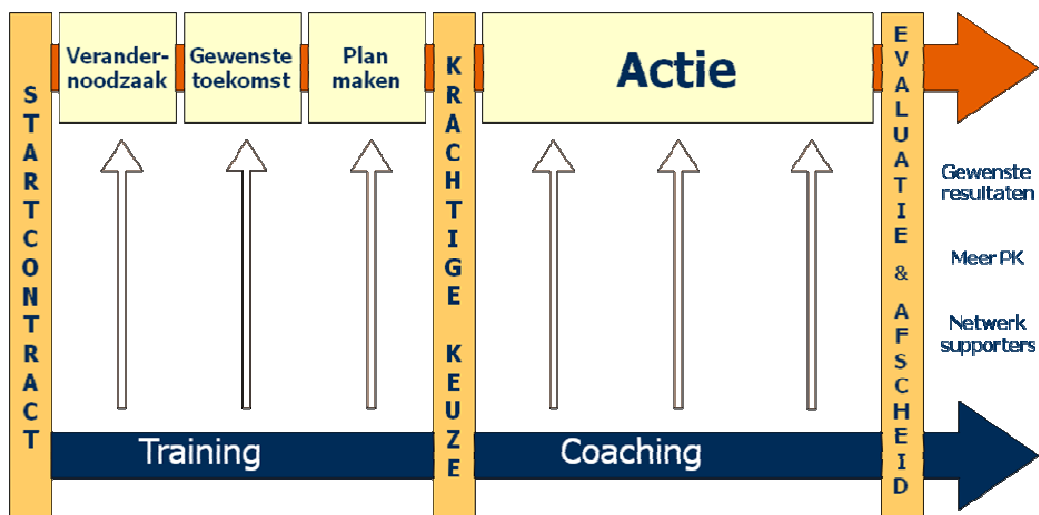 STARTCONTRACT
Verander-
noodzaak
Gewenste
toekomst
Plan
maken
KRACHTIGE KEUZE
Actie
EVALUATIE & AFSCHEID
Gewenste
resultaten
Meer PK
Netwerk
supporters
Training
Coaching